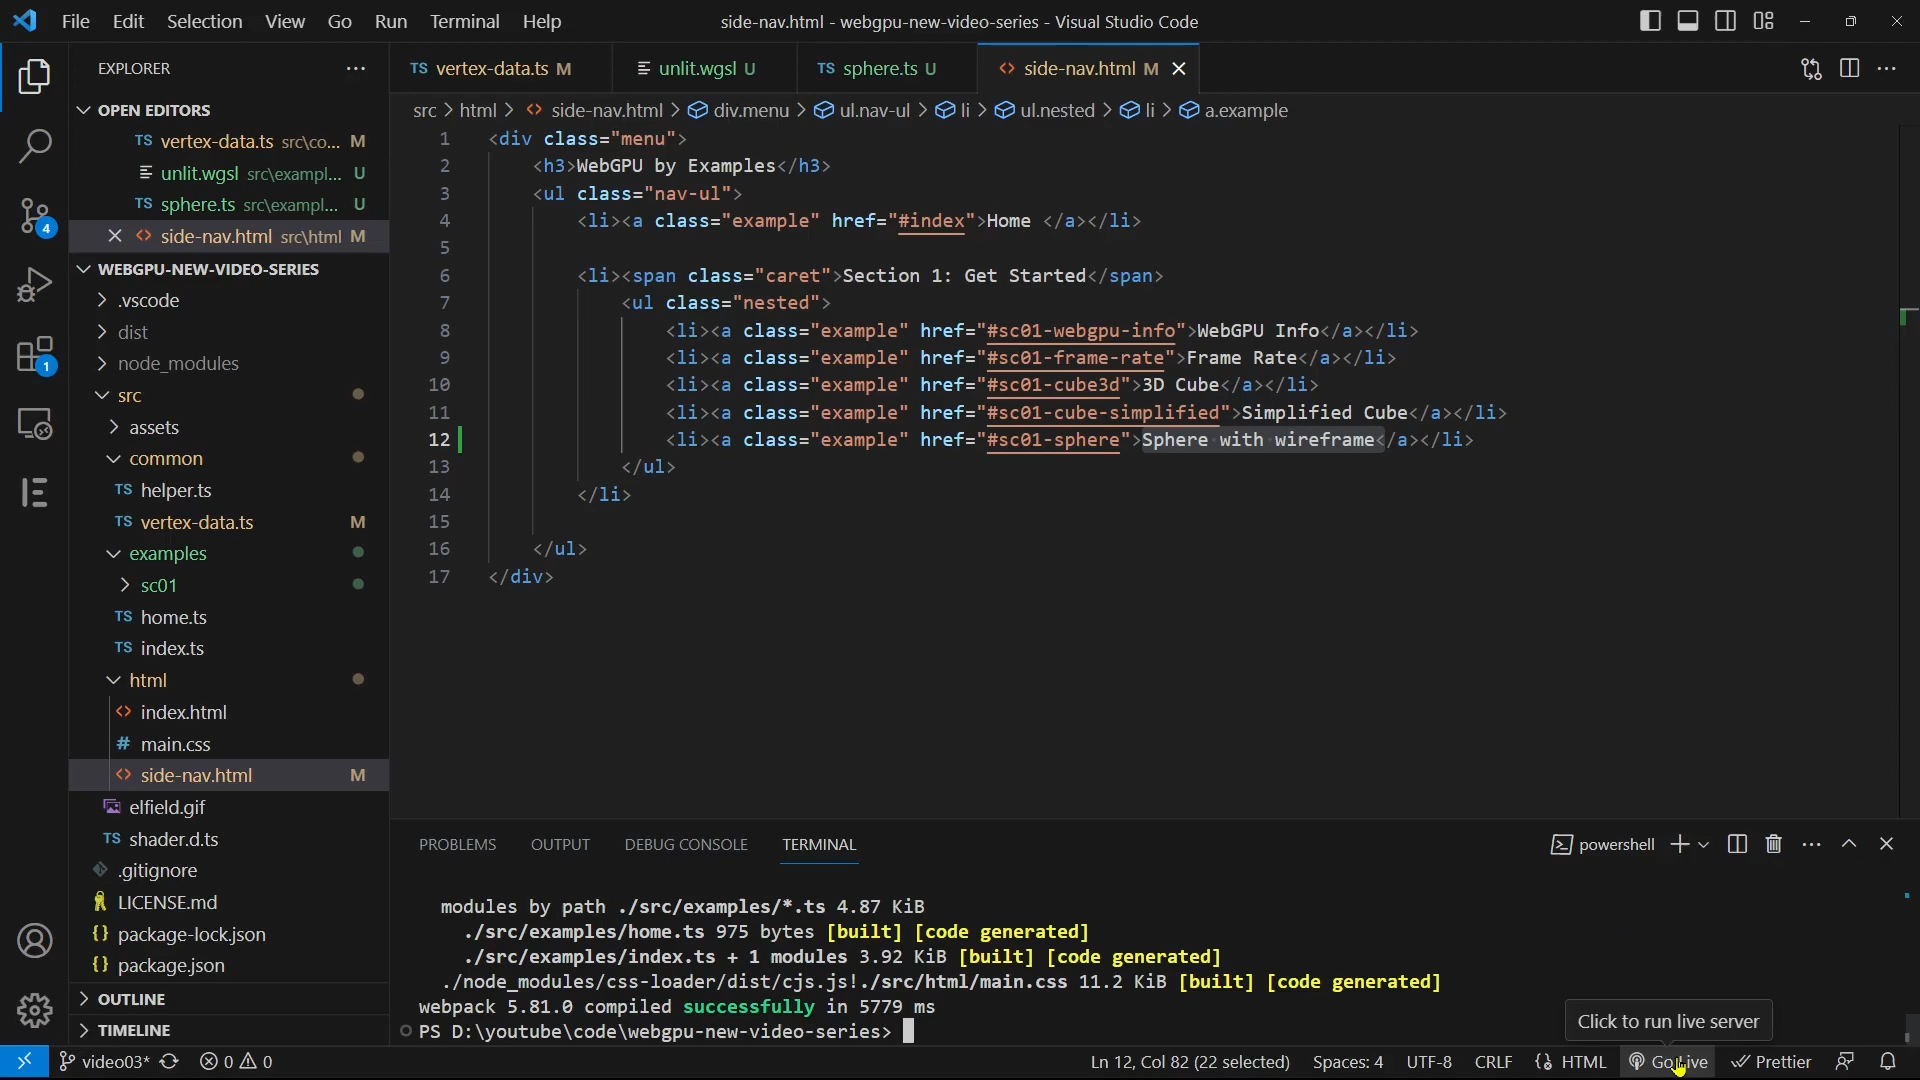 File Edit Selection View Go Run Terminal Help side-nav.html - webgpu-new-video-series - Visual Studio Code
EXPLORER
OPEN EDITORS
TS vertex-data.ts src\co... M
unlit.wgsl src\exampl... U
TS sphere.ts src\exampl... U
side-nav.html src\html M
WEBGPU-NEW-VIDEO-SERIES
.vscode
dist
node_modules
src
assets
common
TS helper.ts
TS vertex-data.ts M
examples
sc01
TS home.ts
TS index.ts
html
index.html
# main.css
side-nav.html M
elfield.gif
TS shader.d.ts
.gitignore
LICENSE.md
{} package-lock.json
{} package.json
OUTLINE
TIMELINE
4
1
TS vertex-data.ts M unlit.wgsl U TS sphere.ts U side-nav.html M
src > html > side-nav.html > div.menu > ul.nav-ul > li > ul.nested > li > a.example
1 <div class="menu">
2 <h3>WebGPU by Examples</h3>
3 <ul class="nav-ul">
4 <li><a class="example" href="#index">Home </a></li>
5
6 <li><span class="caret">Section 1: Get Started</span>
7 <ul class="nested">
8 <li><a class="example" href="#sc01-webgpu-info">WebGPU Info</a></li>
9 <li><a class="example" href="#sc01-frame-rate">Frame Rate</a></li>
10 <li><a class="example" href="#sc01-cube3d">3D Cube</a></li>
11 <li><a class="example" href="#sc01-cube-simplified">Simplified Cube</a></li>
12 <li><a class="example" href="#sc01-sphere">Sphere with wireframe</a></li>
13 </ul>
14 </li>
15
16 </ul>
17 </div>
PROBLEMS OUTPUT DEBUG CONSOLE TERMINAL powershell
modules by path ./src/examples/*.ts 4.87 KiB
./src/examples/home.ts 975 bytes [built] [code generated]
./src/examples/index.ts + 1 modules 3.92 KiB [built] [code generated]
./node_modules/css-loader/dist/cjs.js!./src/html/main.css 11.2 KiB [built] [code generated]
webpack 5.81.0 compiled successfully in 5779 ms
PS D:\youtube\code\webgpu-new-video-series>
Click to run live server
video03* 0 0 Ln 12, Col 82 (22 selected) Spaces: 4 UTF-8 CRLF {} HTML Go Live Prettier